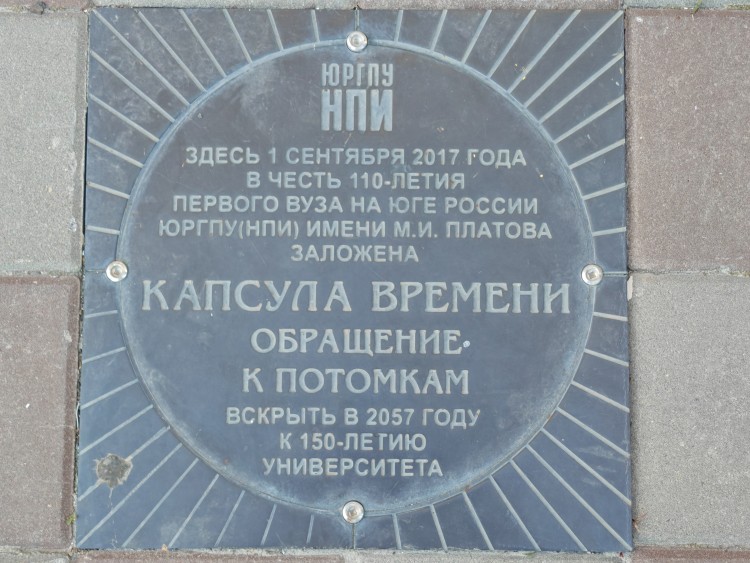 ЮРГПУ
НПИ
ЗДЕСЬ 1 СЕНТЯБРЯ 2017 ГОДА
В ЧЕСТЬ 110-ЛЕТИЯ
ПЕРВОГО ВУЗА НА ЮГЕ РОССИИ
ЮРГПУ(НПИ) ИМЕНИ М.И. ПЛАТОВА
ЗАЛОЖЕНА
КАПСУЛА ВРЕМЕНИ
ОБРАЩЕНИЕ
К ПОТОМКАМ
ВСКРЫТЬ В 2057 ГОДУ
К 150-ЛЕТИЮ
УНИВЕРСИТЕТА